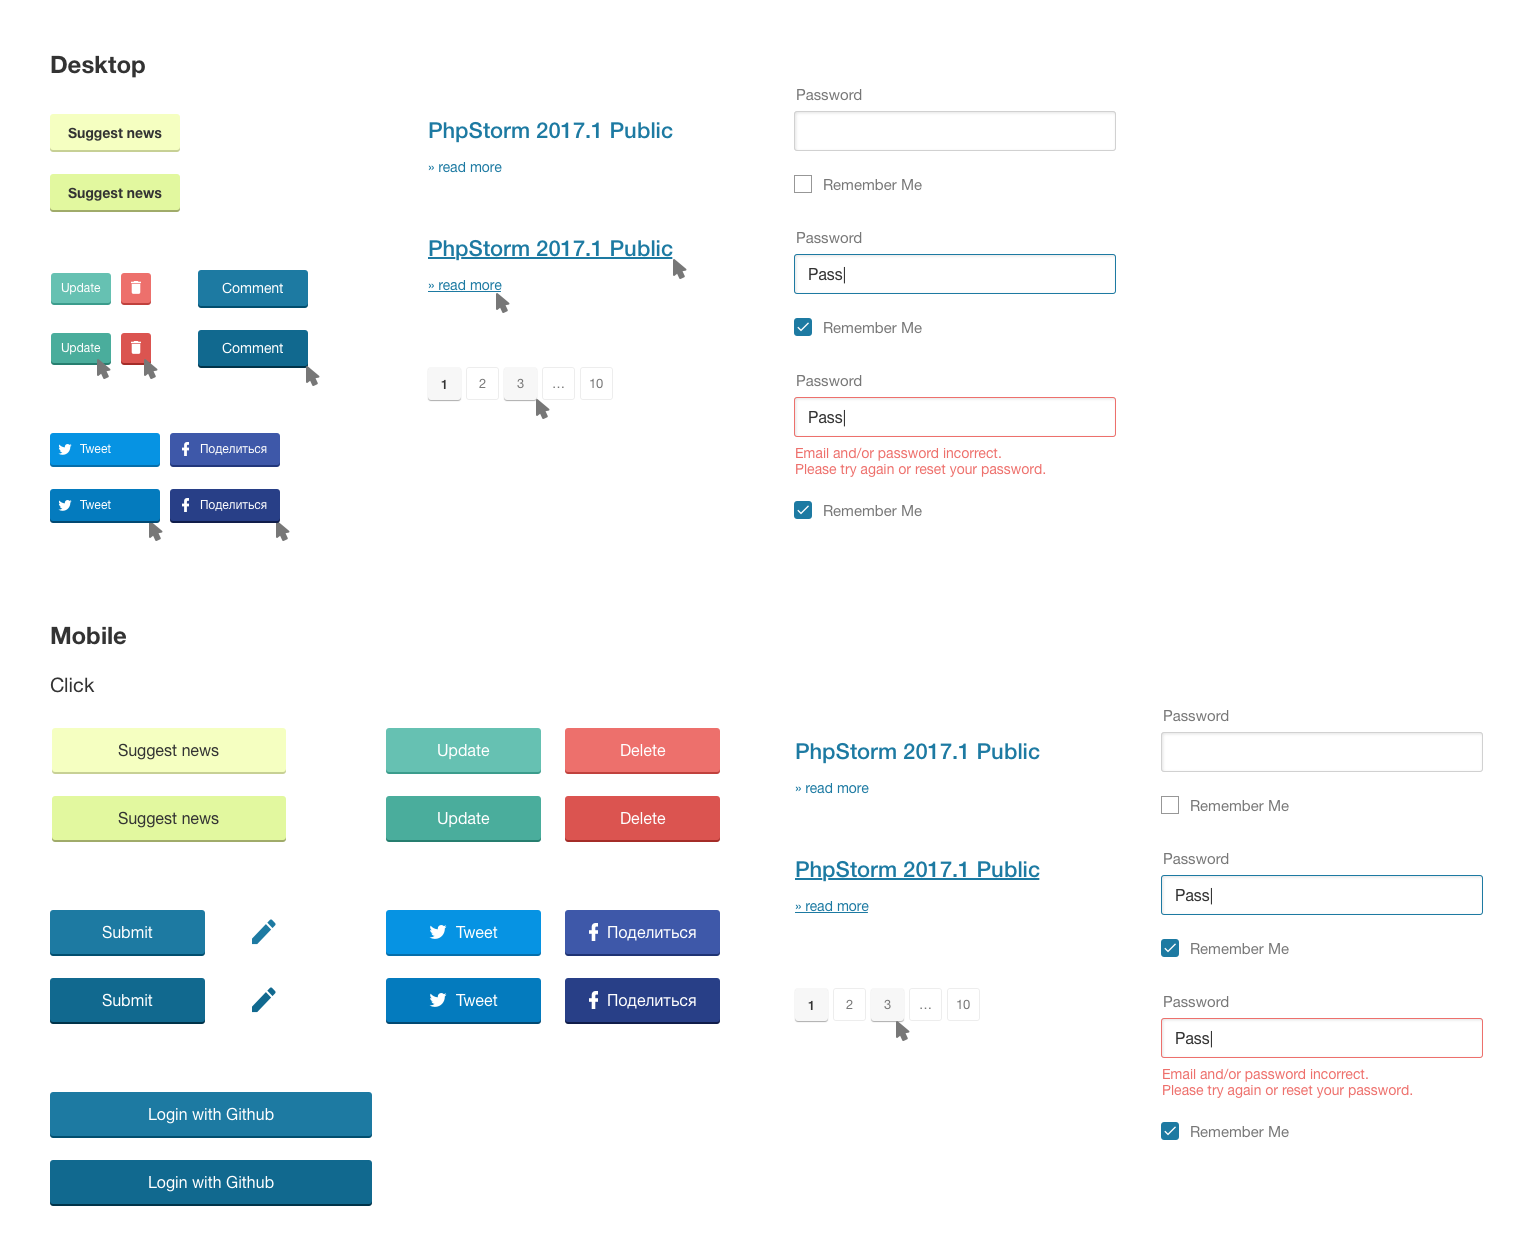 Desktop
Suggest news
Suggest news
Update
Comment
Update
Comment
Tweet
Поделиться
Tweet
Поделиться
PhpStorm 2017.1 Public
» read more
PhpStorm 2017.1 Public
» read more
1 2 3 ... 10
Password
Remember Me
Password
Pass
Remember Me
Password
Pass
Email and/or password incorrect.
Please try again or reset your password.
Remember Me
Mobile
Click
Suggest news
Suggest news
Update
Delete
Update
Delete
Submit
Submit
Tweet
Поделиться
Tweet
Поделиться
Login with Github
Login with Github
PhpStorm 2017.1 Public
» read more
PhpStorm 2017.1 Public
» read more
1 2 3 ... 10
Password
Remember Me
Password
Pass
Remember Me
Password
Pass
Email and/or password incorrect.
Please try again or reset your password.
Remember Me